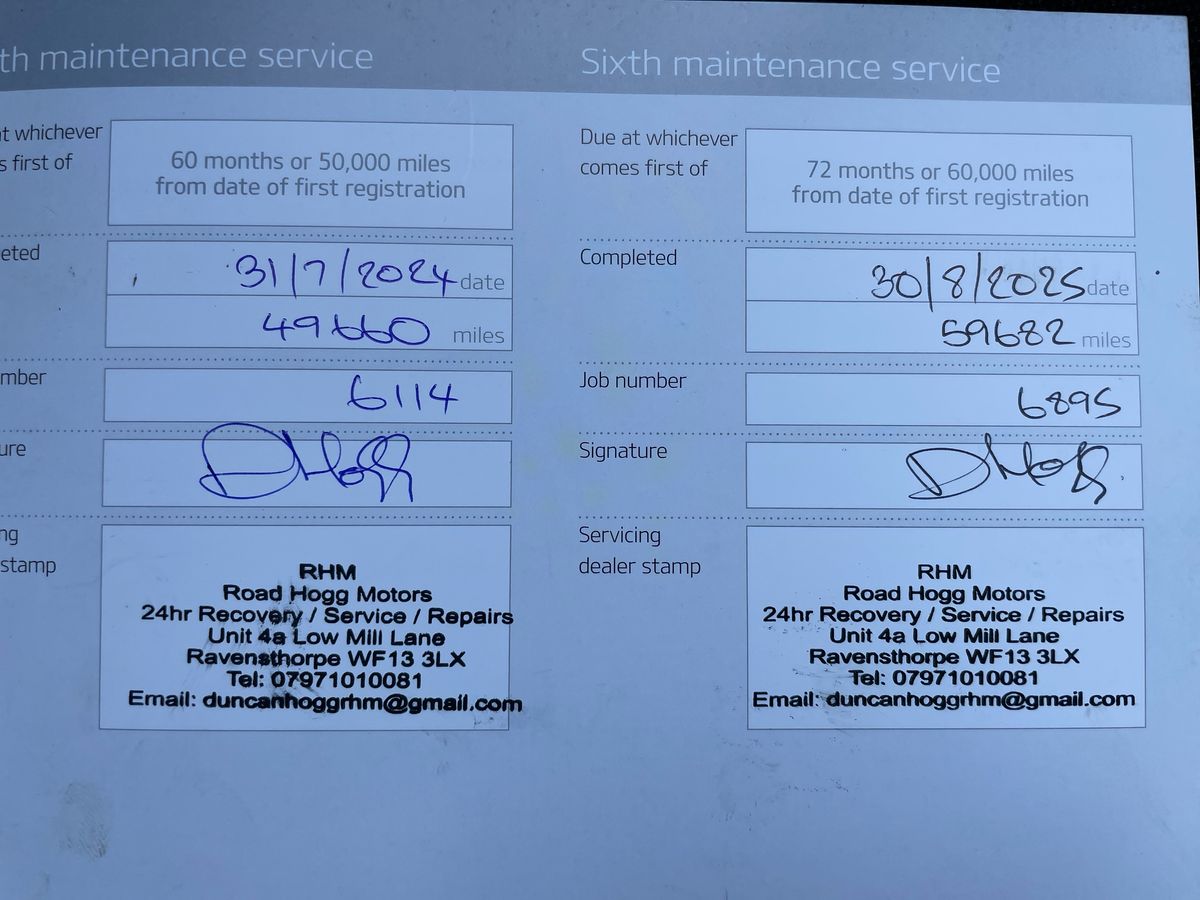 th maintenance service
t whichever
s first of
60 months or 50,000 miles
from date of first registration
eted
31/7/2024 date
49660 miles
mber
6114
ure
DHogg
ng
stamp
RHM
Road Hogg Motors
24hr Recovery / Service / Repairs
Unit 4a Low Mill Lane
Ravensthorpe WF13 3LX
Tel: 07971010081
Email: duncanhoggrhm@gmail.com
Sixth maintenance service
Due at whichever
comes first of
72 months or 60,000 miles
from date of first registration
Completed
30/8/2025 date
59682 miles
Job number
6895
Signature
DHogg
Servicing
dealer stamp
RHM
Road Hogg Motors
24hr Recovery / Service / Repairs
Unit 4a Low Mill Lane
Ravensthorpe WF13 3LX
Tel: 07971010081
Email: duncanhoggrhm@gmail.com